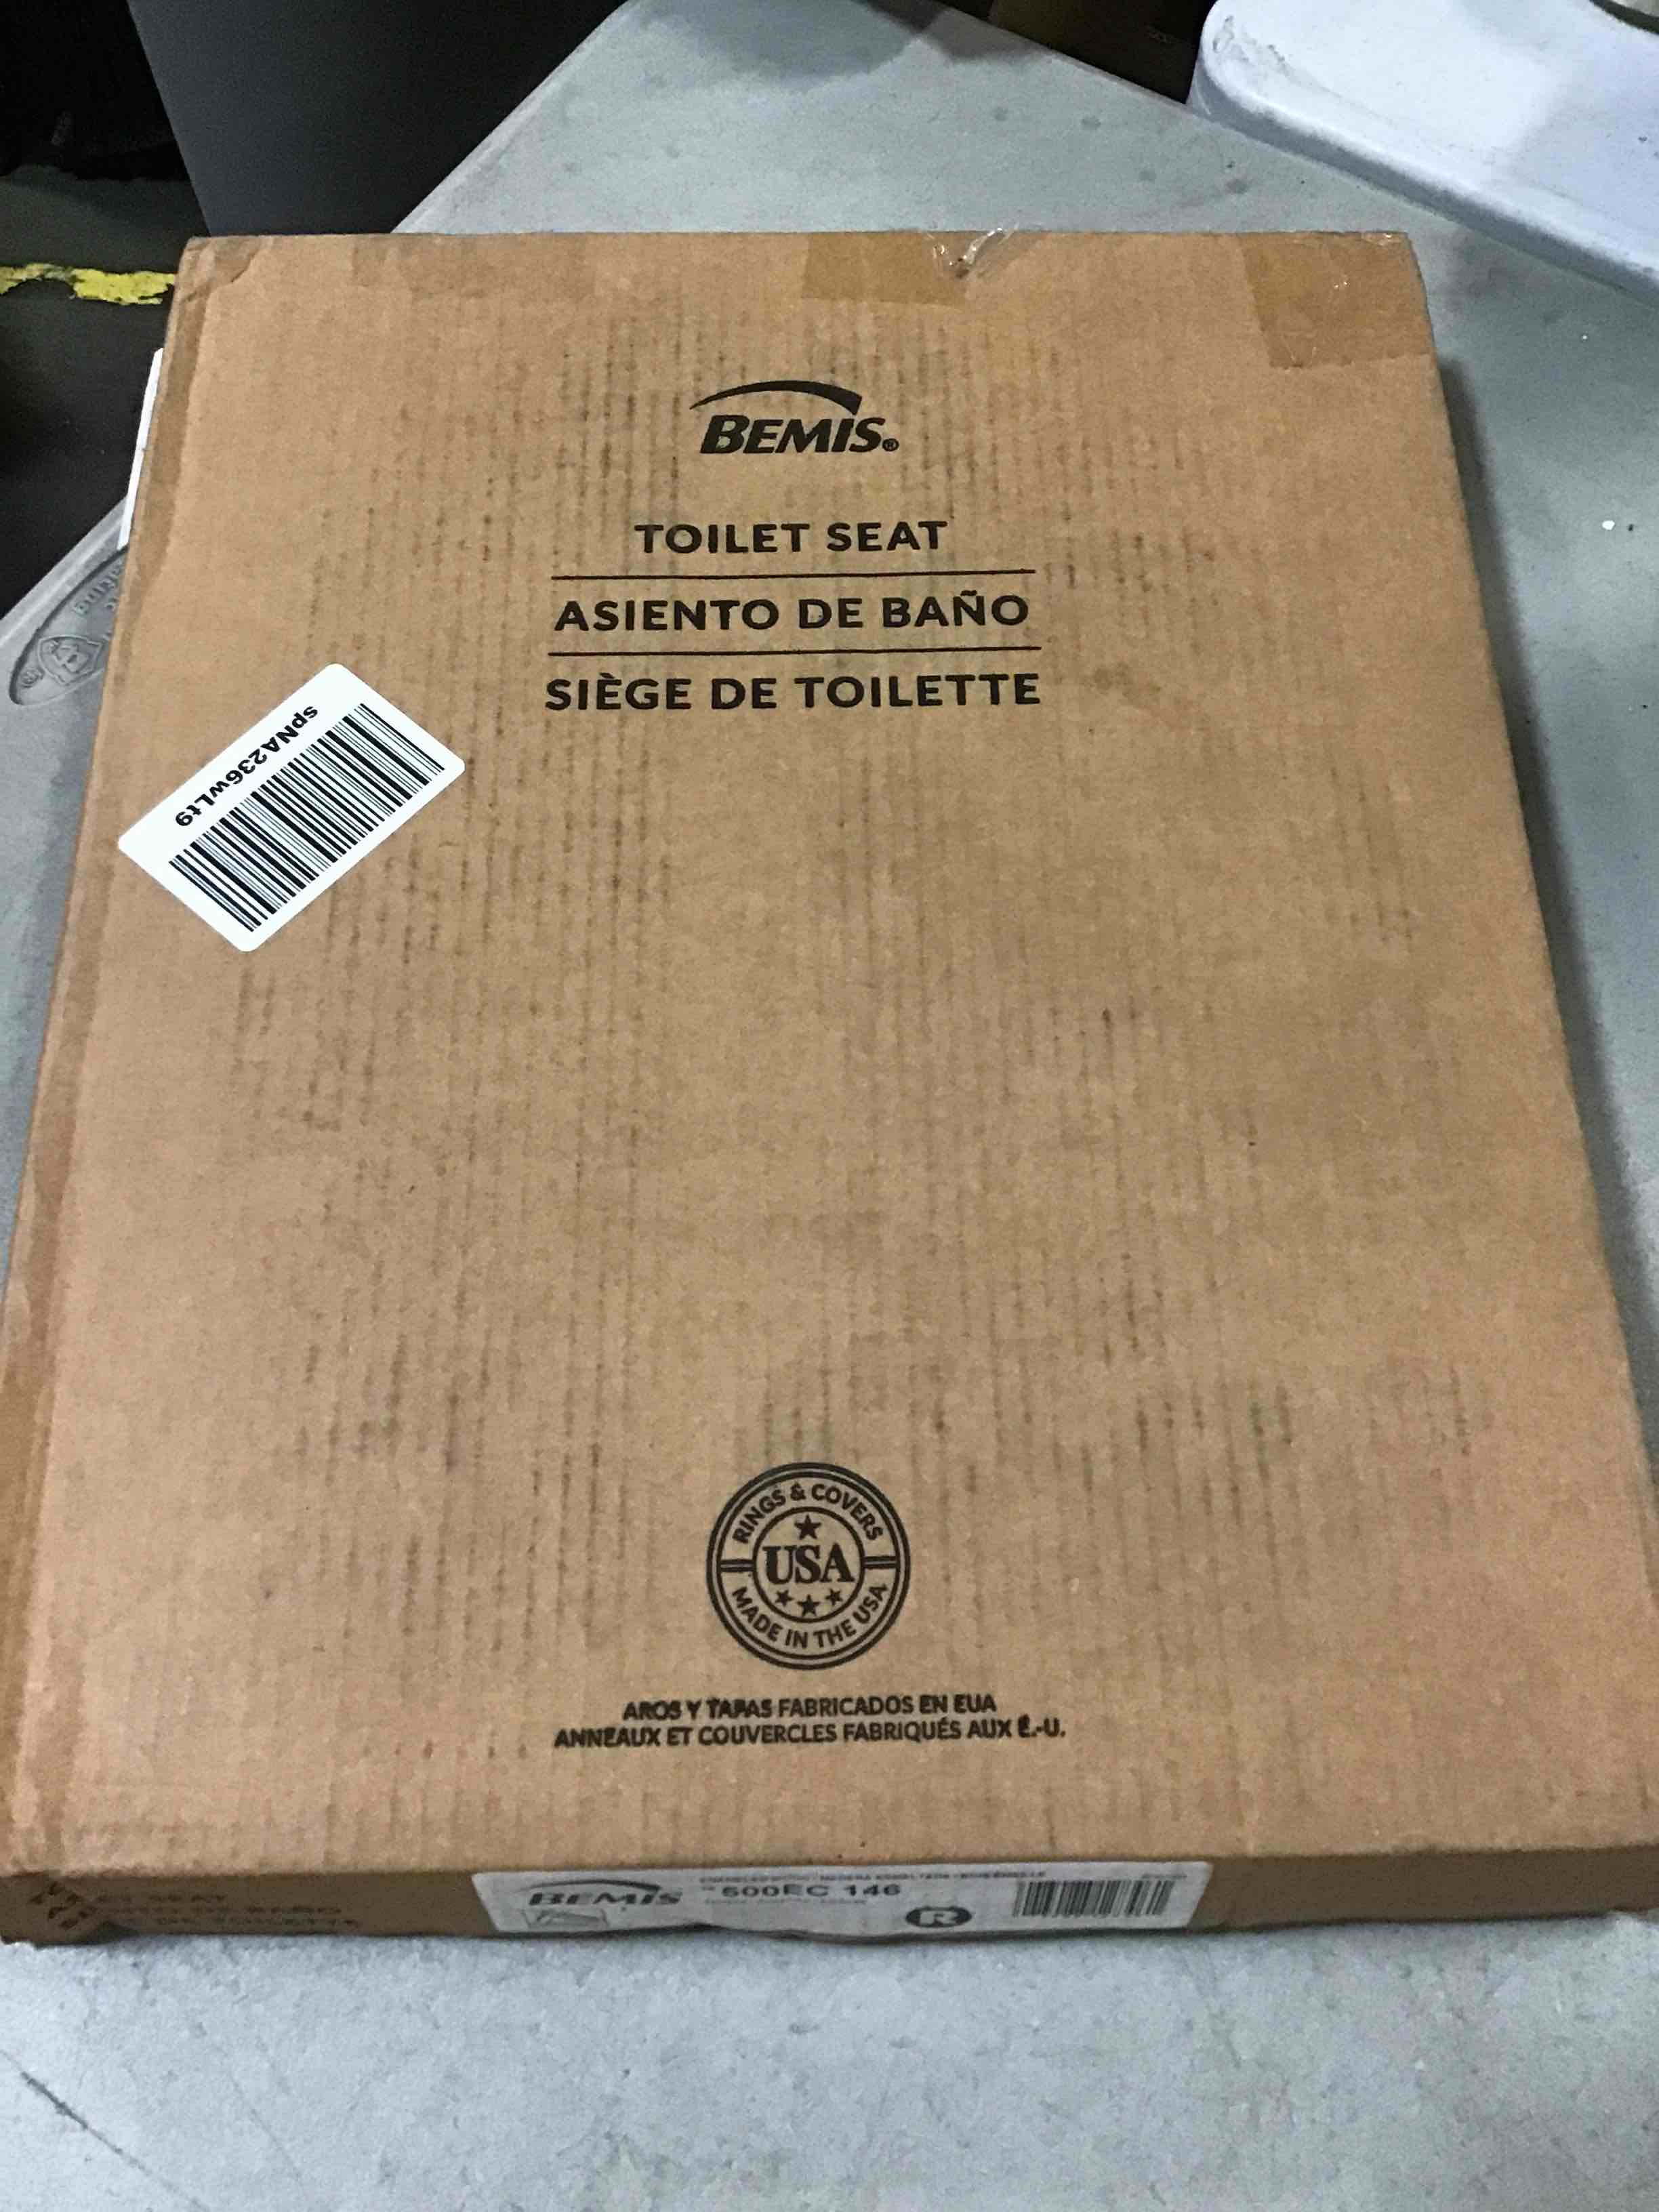 BEMIS®
TOILET SEAT
ASIENTO DE BAÑO
SIÈGE DE TOILETTE
spNA236wLt9
RINGS & COVERS
USA
MADE IN THE USA
AROS Y TAPAS FABRICADOS EN EUA
ANNEAUX ET COUVERCLES FABRIQUÉS AUX É.-U.
BEMIS
500EC 146
R